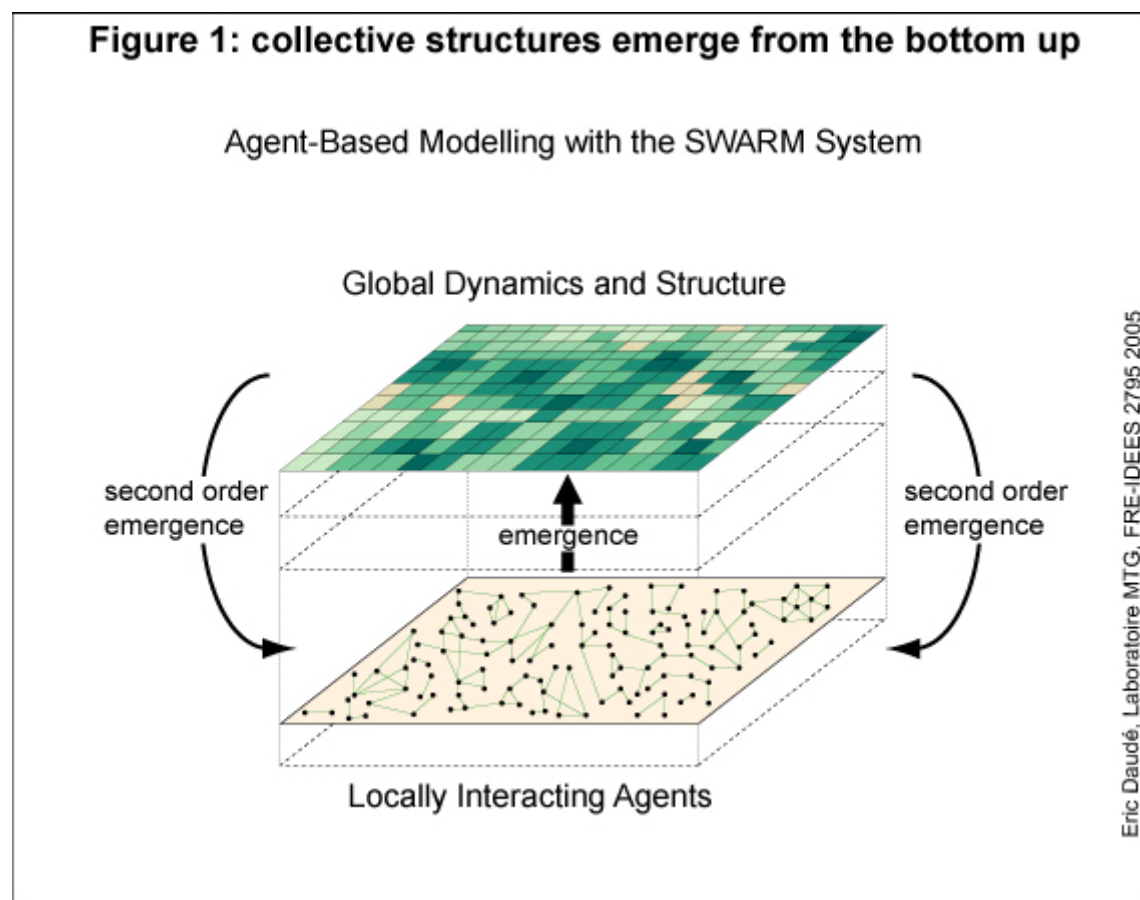 Figure 1: collective structures emerge from the bottom up
Agent-Based Modelling with the SWARM System
Global Dynamics and Structure
second order
emergence
emergence
second order
emergence
Locally Interacting Agents
Eric Daudé, Laboratoire MTG, FRE-IDEES 2795 2005